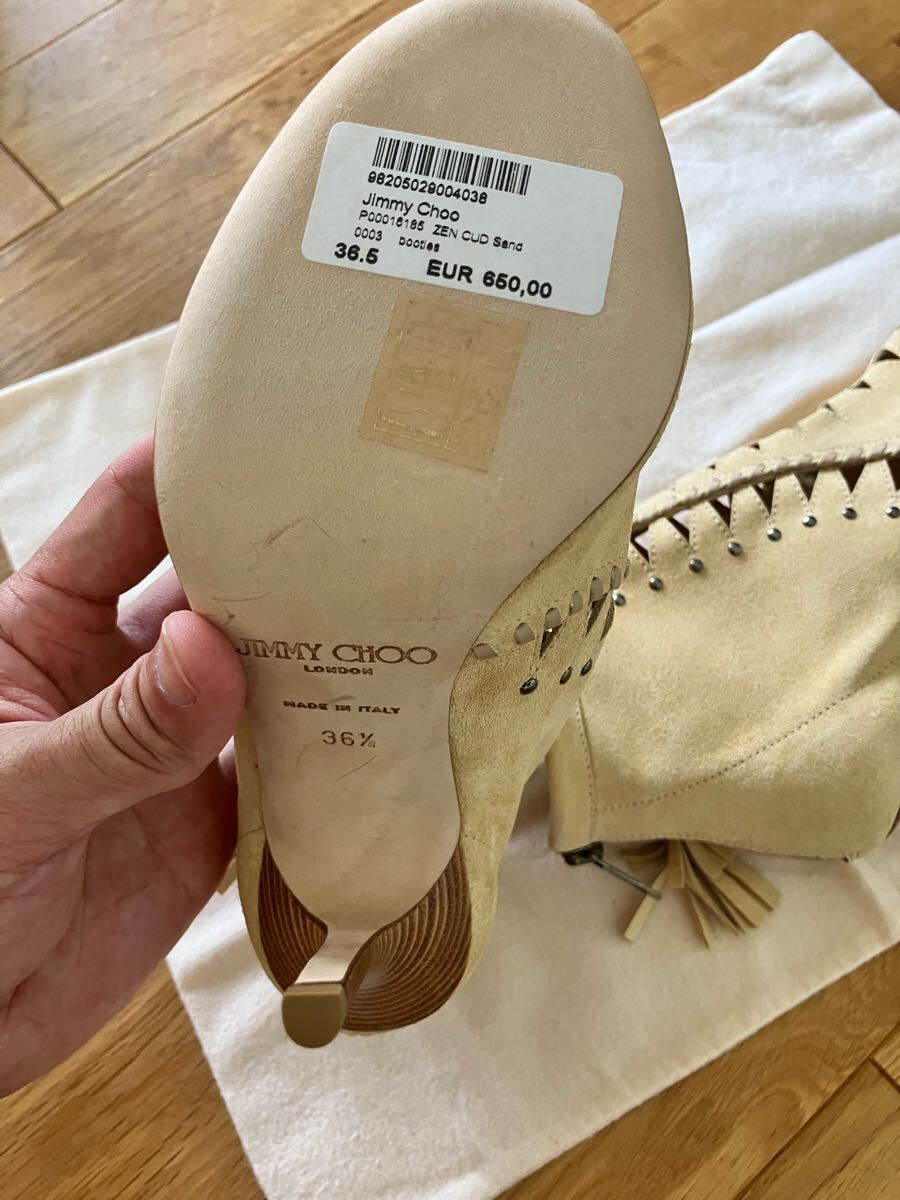 98205029004038
Jimmy Choo
P00016185 ZEN CUD Sand
0003 booties
36.5 EUR 650,00
JIMMY CHOO
LONDON
MADE IN ITALY
36½